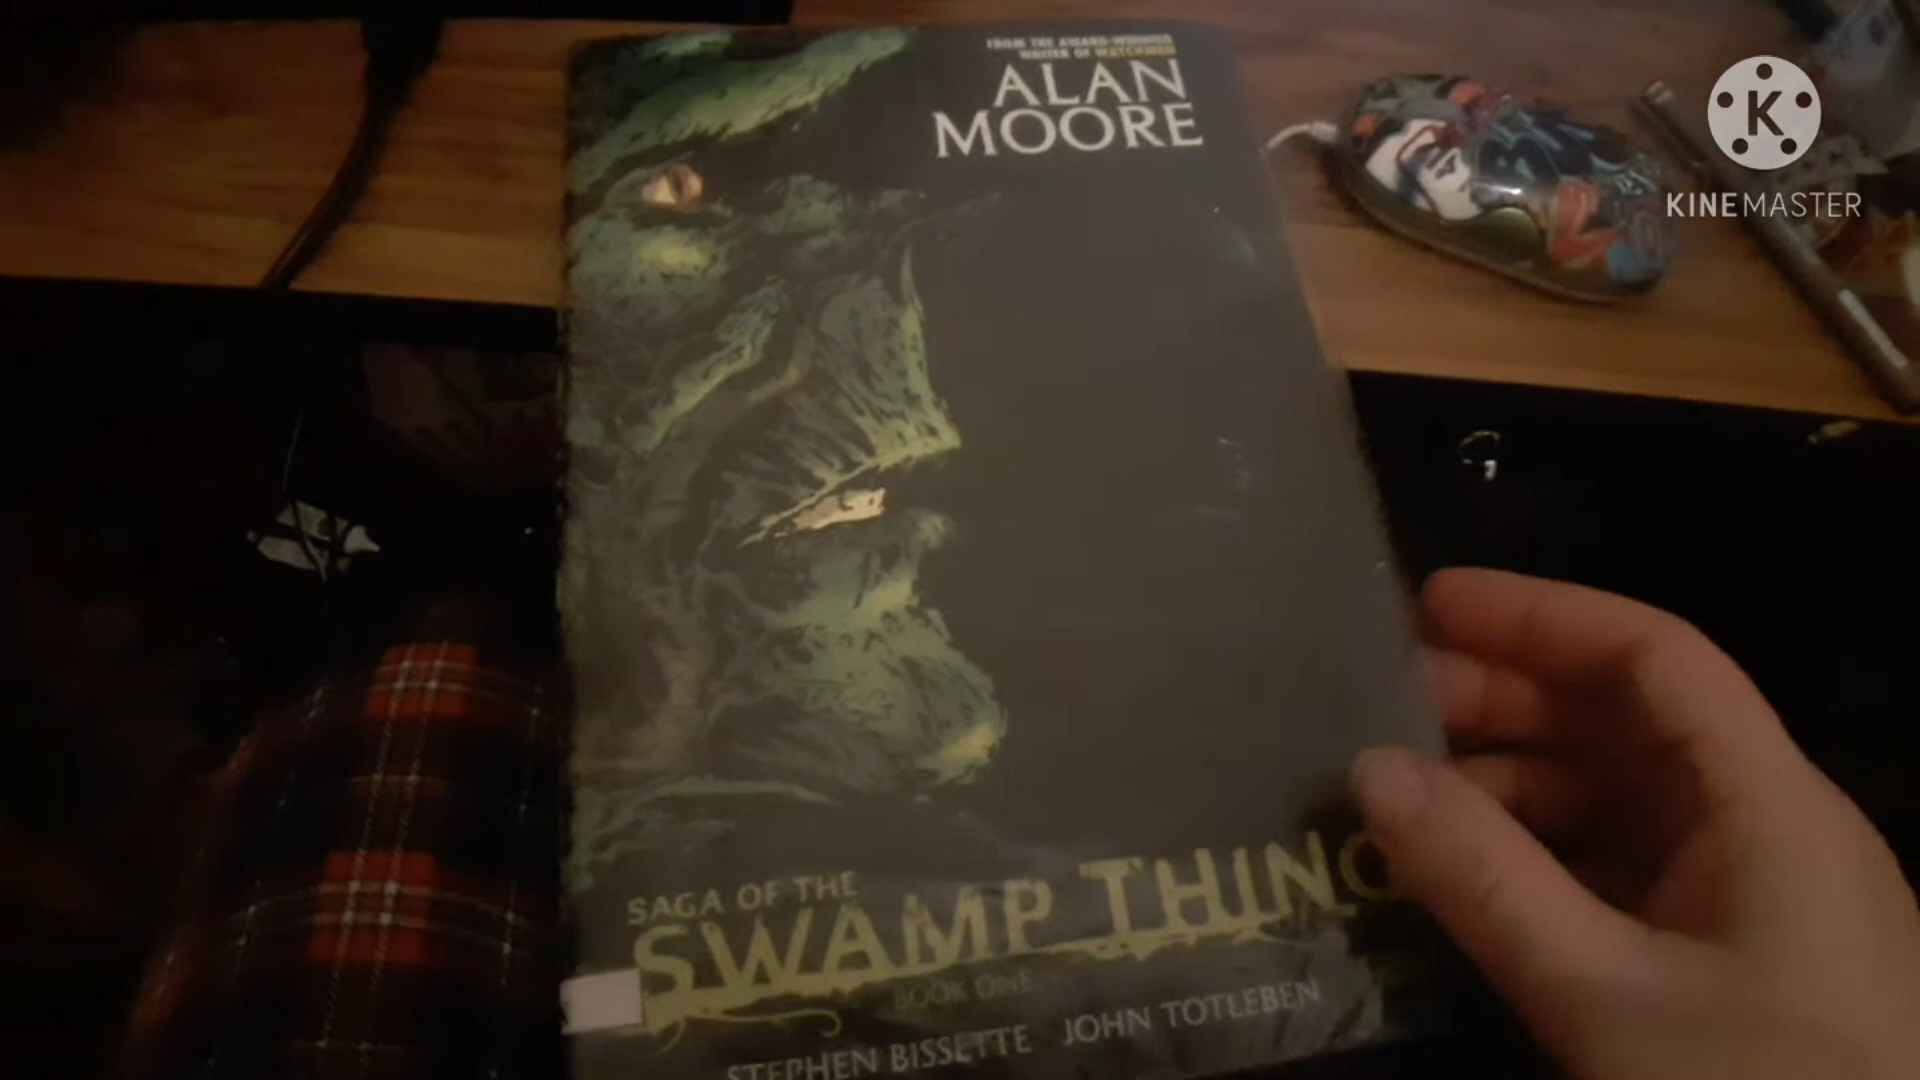 FROM THE AWARD-WINNING
WRITER OF WATCHMEN
ALAN
MOORE
K
KINEMASTER
SAGA OF THE
SWAMP THING
BOOK ONE
STEPHEN BISSETTE JOHN TOTLEBEN